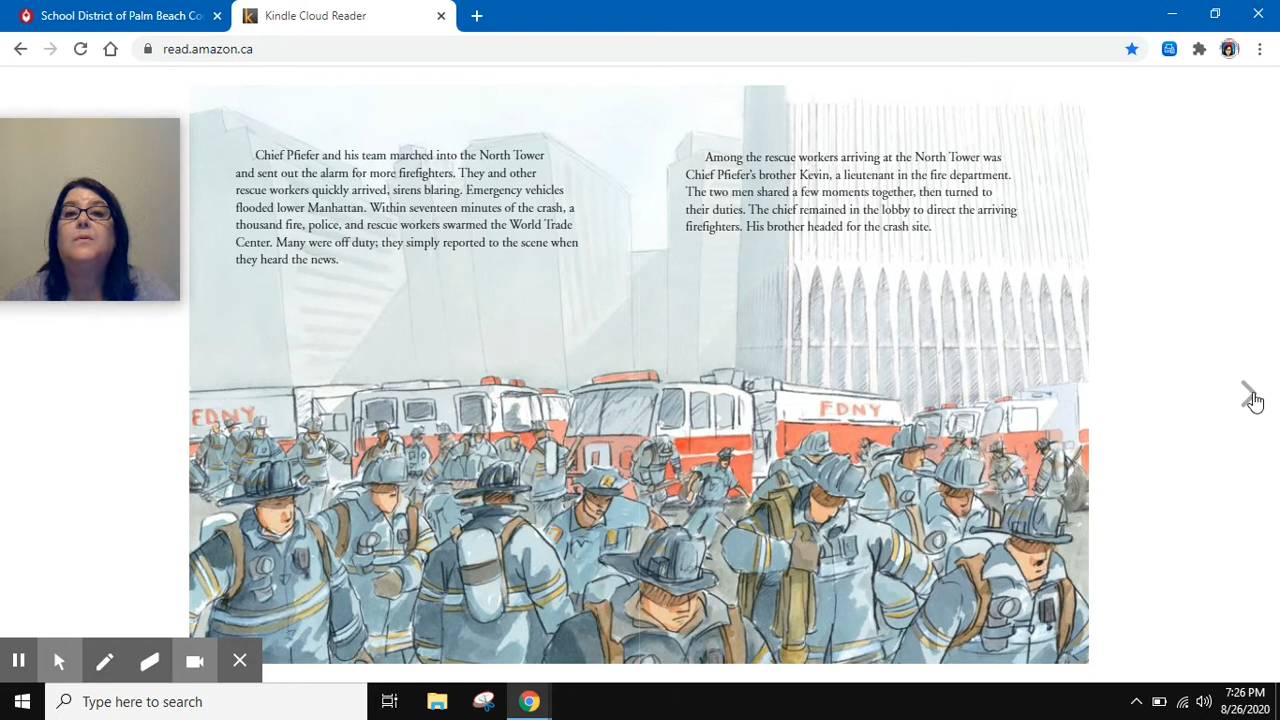 School District of Palm Beach Co
Kindle Cloud Reader
read.amazon.ca
Chief Pfiefer and his team marched into the North Tower
and sent out the alarm for more firefighters. They and other
rescue workers quickly arrived, sirens blaring. Emergency vehicles
flooded lower Manhattan. Within seventeen minutes of the crash, a
thousand fire, police, and rescue workers swarmed the World Trade
Center. Many were off duty; they simply reported to the scene when
they heard the news.
Among the rescue workers arriving at the North Tower was
Chief Pfiefer's brother Kevin, a lieutenant in the fire department.
The two men shared a few moments together, then turned to
their duties. The chief remained in the lobby to direct the arriving
firefighters. His brother headed for the crash site.
FDNY
FDNY
Type here to search
7:26 PM
8/26/2020